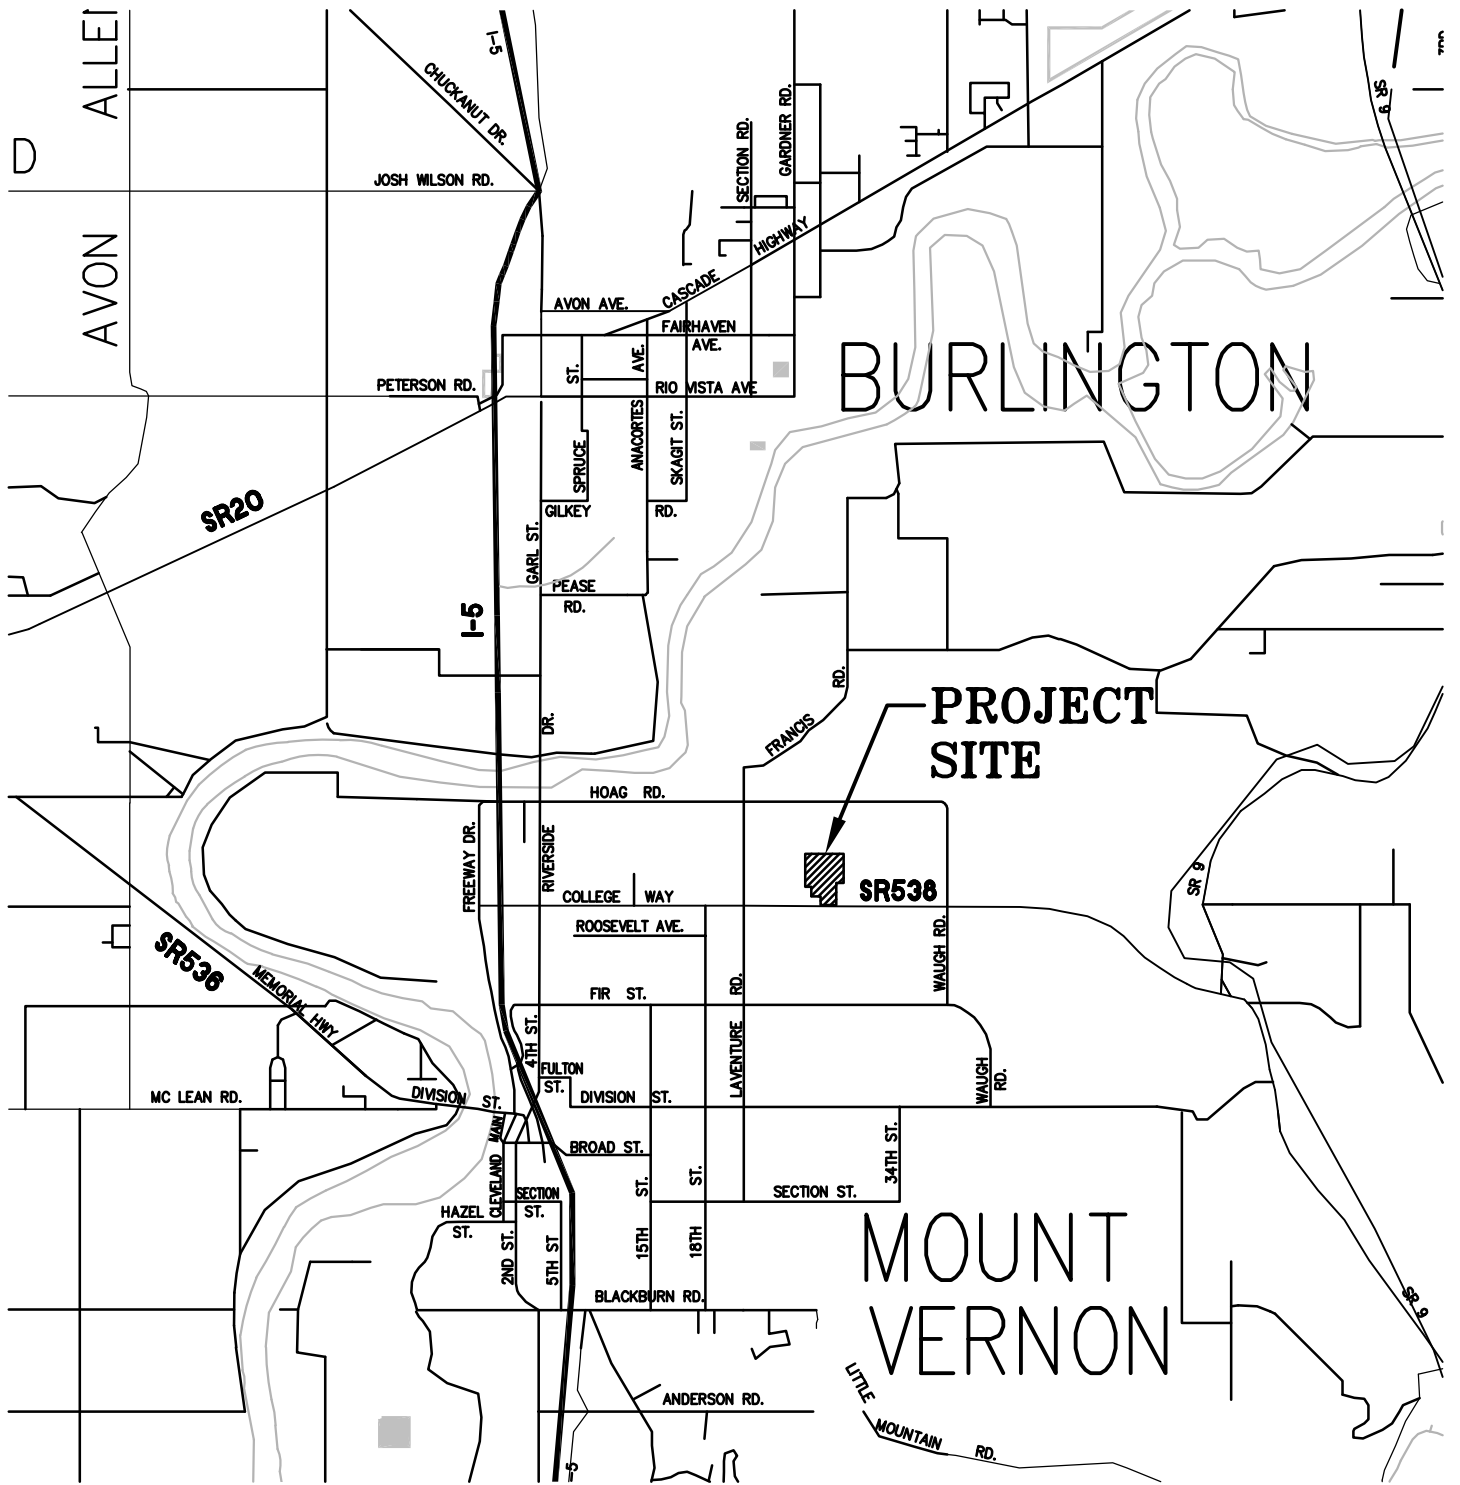 ALLEN
I-5
CHUCKANUT DR.
SR 9
D
JOSH WILSON RD.
SECTION RD.
GARDNER RD.
AVON
CASCADE HIGHWAY
AVON AVE.
FAIRHAVEN
AVE.
BURLINGTON
PETERSON RD.
ST.
AVE.
RIO VISTA AVE
SPRUCE
ANACORTES
SKAGIT ST.
SR20
GILKEY
RD.
GARL ST.
PEASE
RD.
I-5
RD.
FRANCIS
DR.
PROJECT
SITE
HOAG RD.
FREEWAY DR.
RIVERSIDE
COLLEGE WAY
SR538
SR 9
ROOSEVELT AVE.
SR536
MEMORIAL HWY
WAUGH RD.
FIR ST.
RD.
4TH ST.
LAVENTURE
FULTON
ST.
WAUGH
RD.
MC LEAN RD.
DIVISION ST.
DIVISION ST.
MAIN
CLEVELAND
BROAD ST.
34TH ST.
SECTION
ST.
ST.
ST.
SECTION ST.
HAZEL
ST.
2ND ST.
5TH ST
15TH
18TH
MOUNT
VERNON
BLACKBURN RD.
SR 9
LITTLE
MOUNTAIN RD.
ANDERSON RD.
I-5